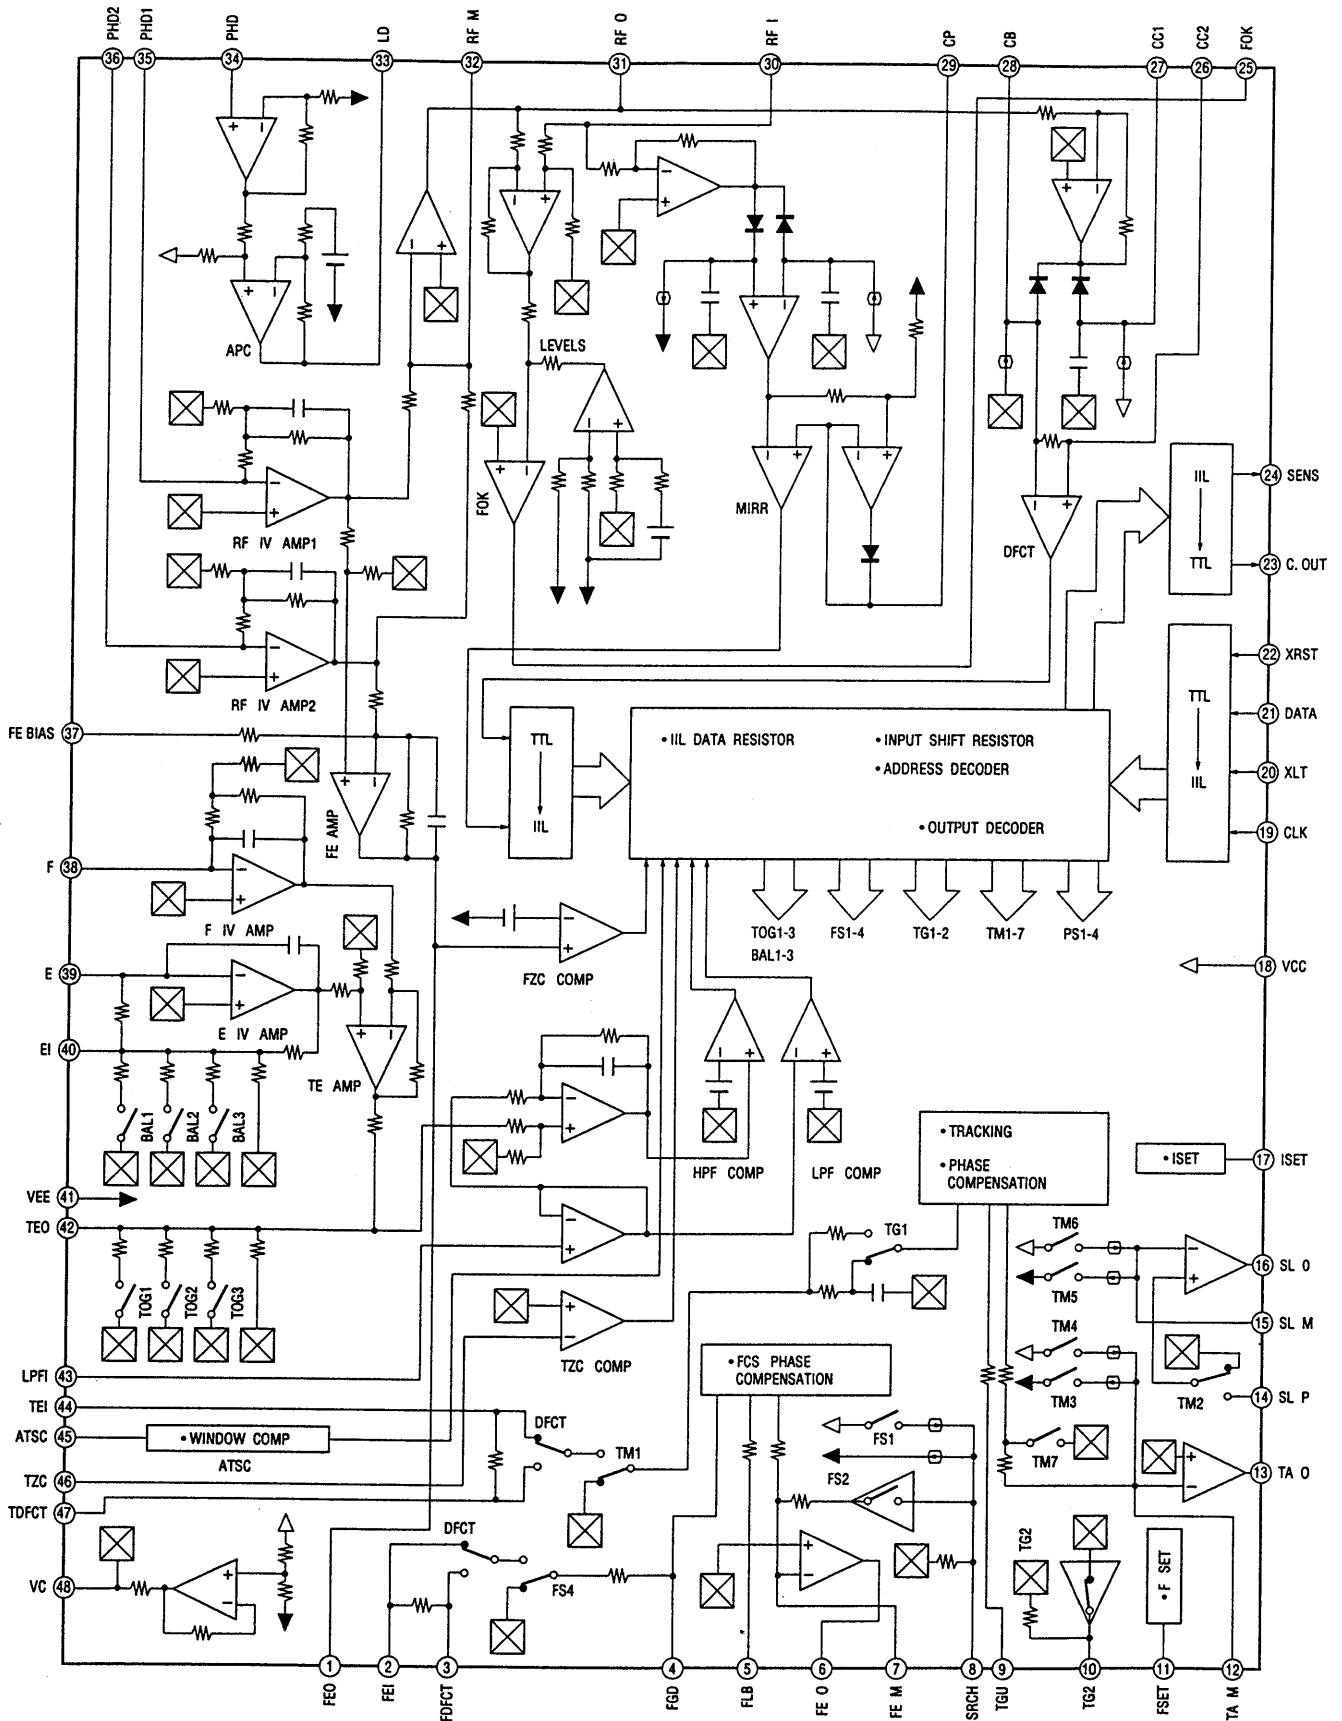 PHD2
PHD1
PHD
LD
RF M
RF O
RF I
CP
CB
CC1
CC2
FOK
36
35
34
33
32
31
30
29
28
27
26
25
+
−
APC
LEVELS
RF IV AMP1
FOK
MIRR
DFCT
IIL
TTL
24 SENS
23 C.OUT
RF IV AMP2
TTL
IIL
22 XRST
21 DATA
20 XLT
19 CLK
FE BIAS 37
TTL
IIL
• IIL DATA RESISTOR
• INPUT SHIFT RESISTOR
• ADDRESS DECODER
• OUTPUT DECODER
FE AMP
F 38
F IV AMP
TOG1-3
BAL1-3
FS1-4
TG1-2
TM1-7
PS1-4
FZC COMP
18 VCC
E 39
E IV AMP
EI 40
TE AMP
BAL1
BAL2
BAL3
HPF COMP
LPF COMP
• TRACKING
• PHASE
COMPENSATION
• ISET
17 ISET
VEE 41
TEO 42
TOG1
TOG2
TOG3
TG1
TM6
TM5
16 SL O
15 SL M
TZC COMP
TM4
TM3
TM2
14 SL P
LPFI 43
• FCS PHASE
COMPENSATION
TEI 44
ATSC 45
• WINDOW COMP
ATSC
DFCT
TM1
FS1
FS2
TM7
13 TA O
TZC 46
TDFCT 47
VC 48
DFCT
FS4
TG2
• F SET
1
2
3
4
5
6
7
8
9
10
11
12
FEO
FEI
FDFCT
FGD
FLB
FE O
FE M
SRCH
TGU
TG2
FSET
TA M